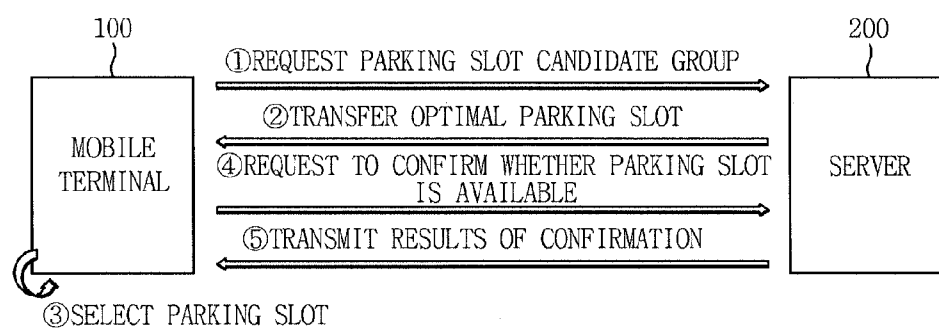 100
200
①REQUEST PARKING SLOT CANDIDATE GROUP
②TRANSFER OPTIMAL PARKING SLOT
MOBILE
TERMINAL
④REQUEST TO CONFIRM WHETHER PARKING SLOT
IS AVAILABLE
SERVER
⑤TRANSMIT RESULTS OF CONFIRMATION
③SELECT PARKING SLOT